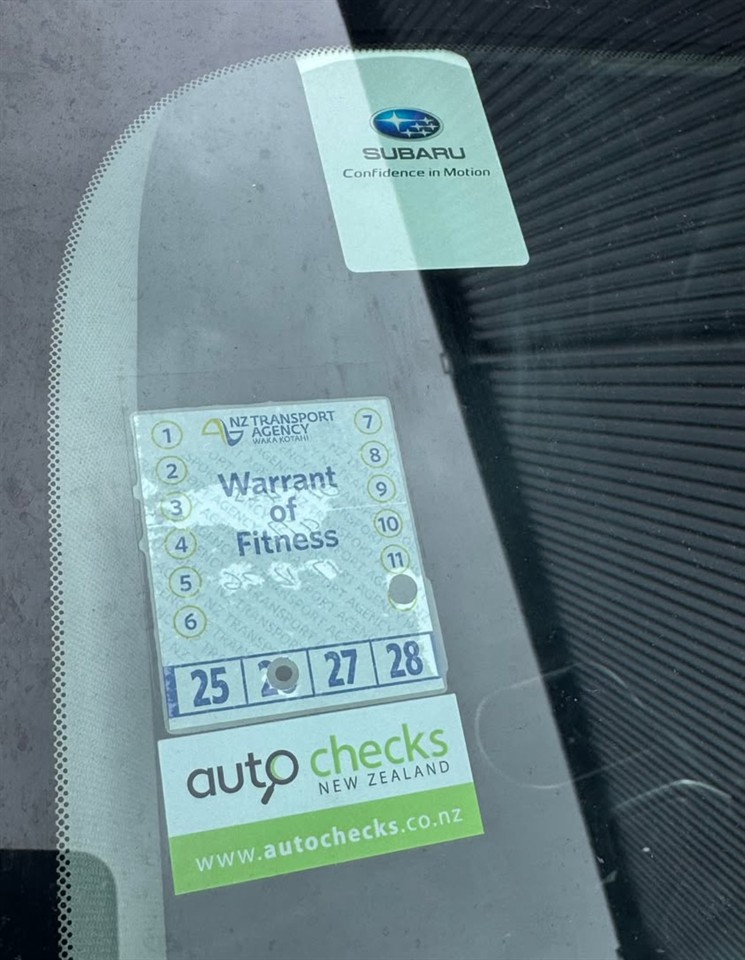 SUBARU
Confidence in Motion
NZ TRANSPORT
AGENCY
WAKA KOTAHI
1
2
3
4
5
6
7
8
9
10
11
Warrant
of
Fitness
25 27 28
auto checks
NEW ZEALAND
www.autochecks.co.nz